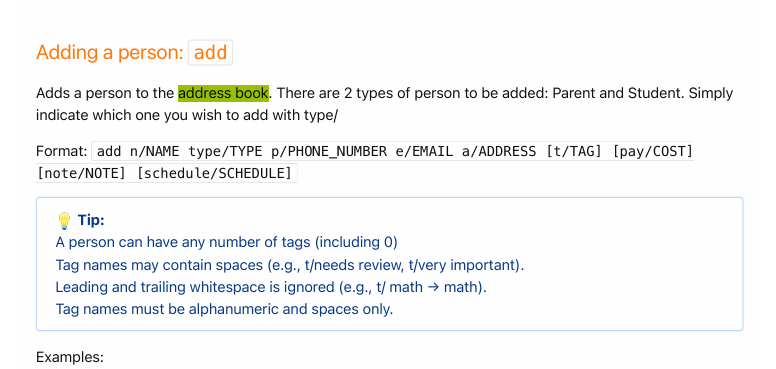 Adding a person: add
Adds a person to the address book. There are 2 types of person to be added: Parent and Student. Simply
indicate which one you wish to add with type/
Format: add n/NAME type/TYPE p/PHONE_NUMBER e/EMAIL a/ADDRESS [t/TAG] [pay/COST]
[note/NOTE] [schedule/SCHEDULE]
💡 Tip:
A person can have any number of tags (including 0)
Tag names may contain spaces (e.g., t/needs review, t/very important).
Leading and trailing whitespace is ignored (e.g., t/ math → math).
Tag names must be alphanumeric and spaces only.
Examples: